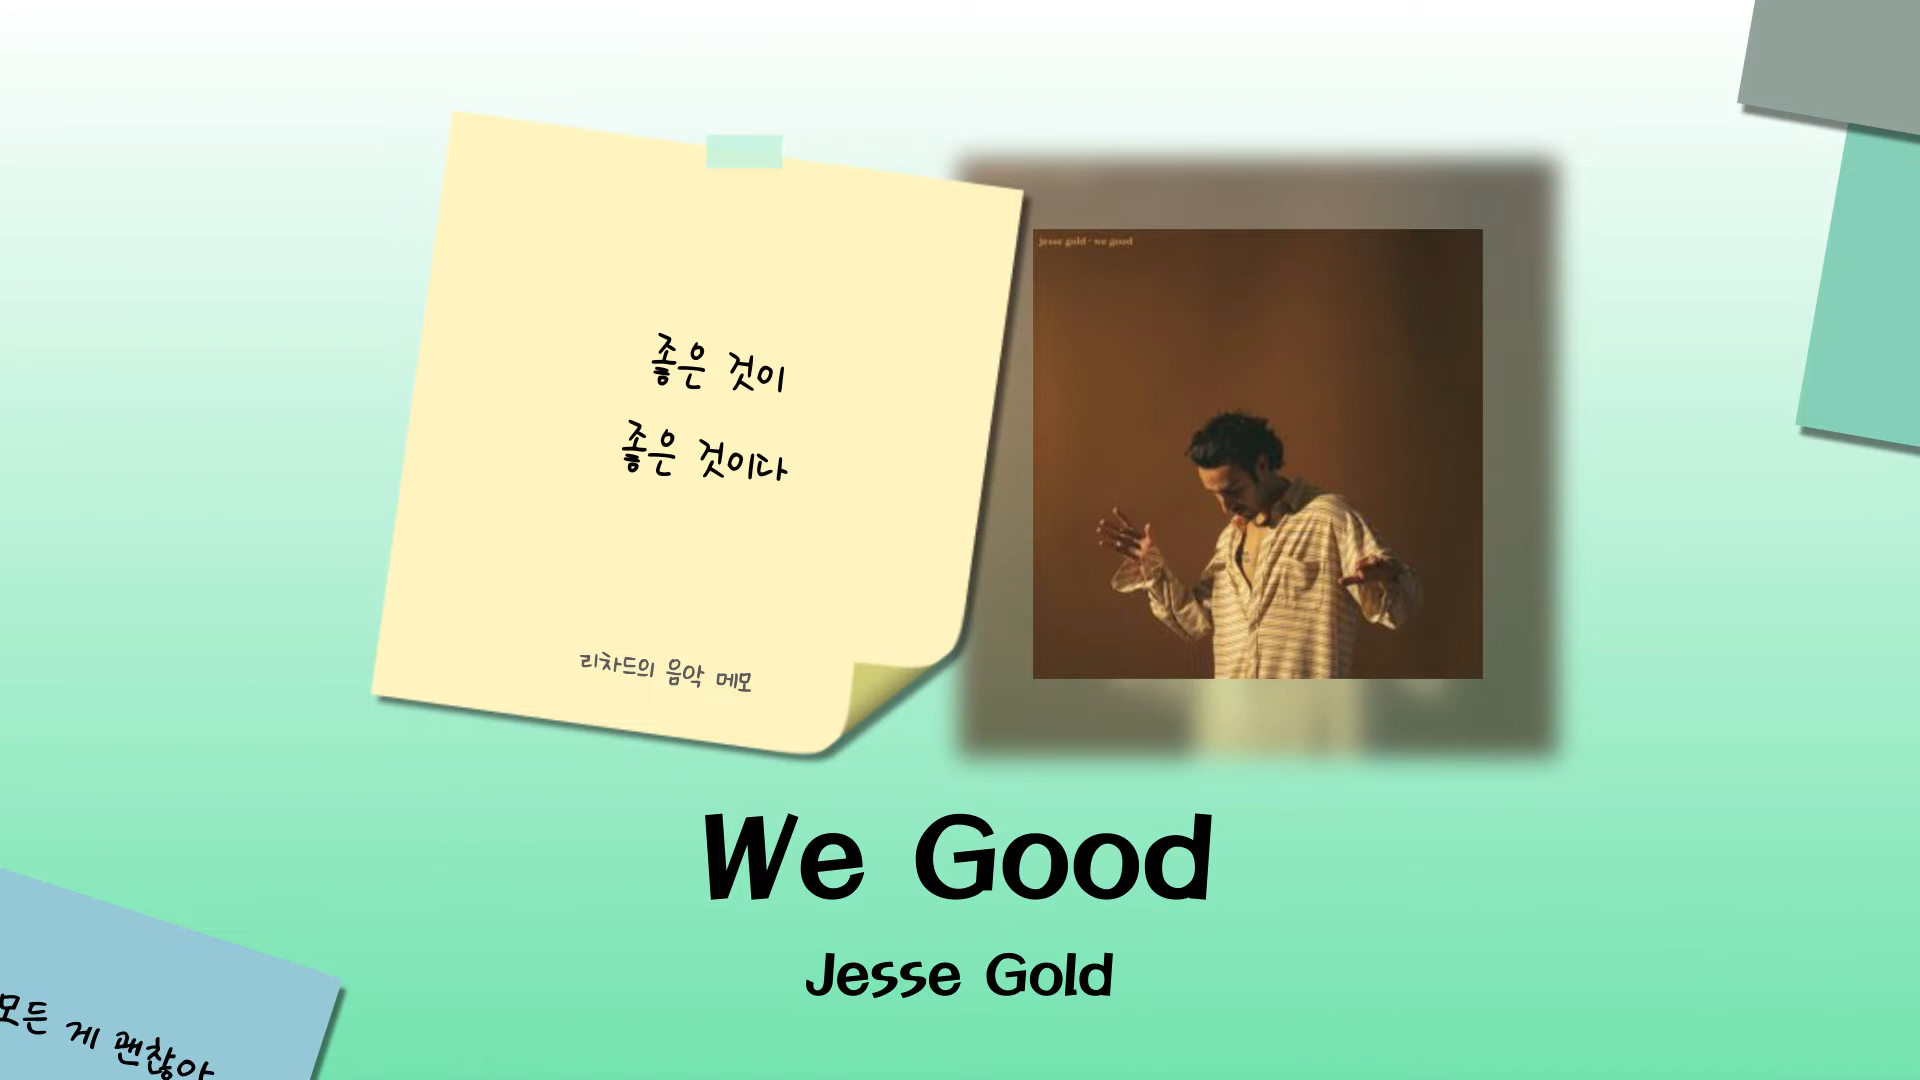 좋은 것이
좋은 것이다
리차드의 음악 메모
jesse gold - we good
We Good
Jesse Gold
모든 게 괜찮아